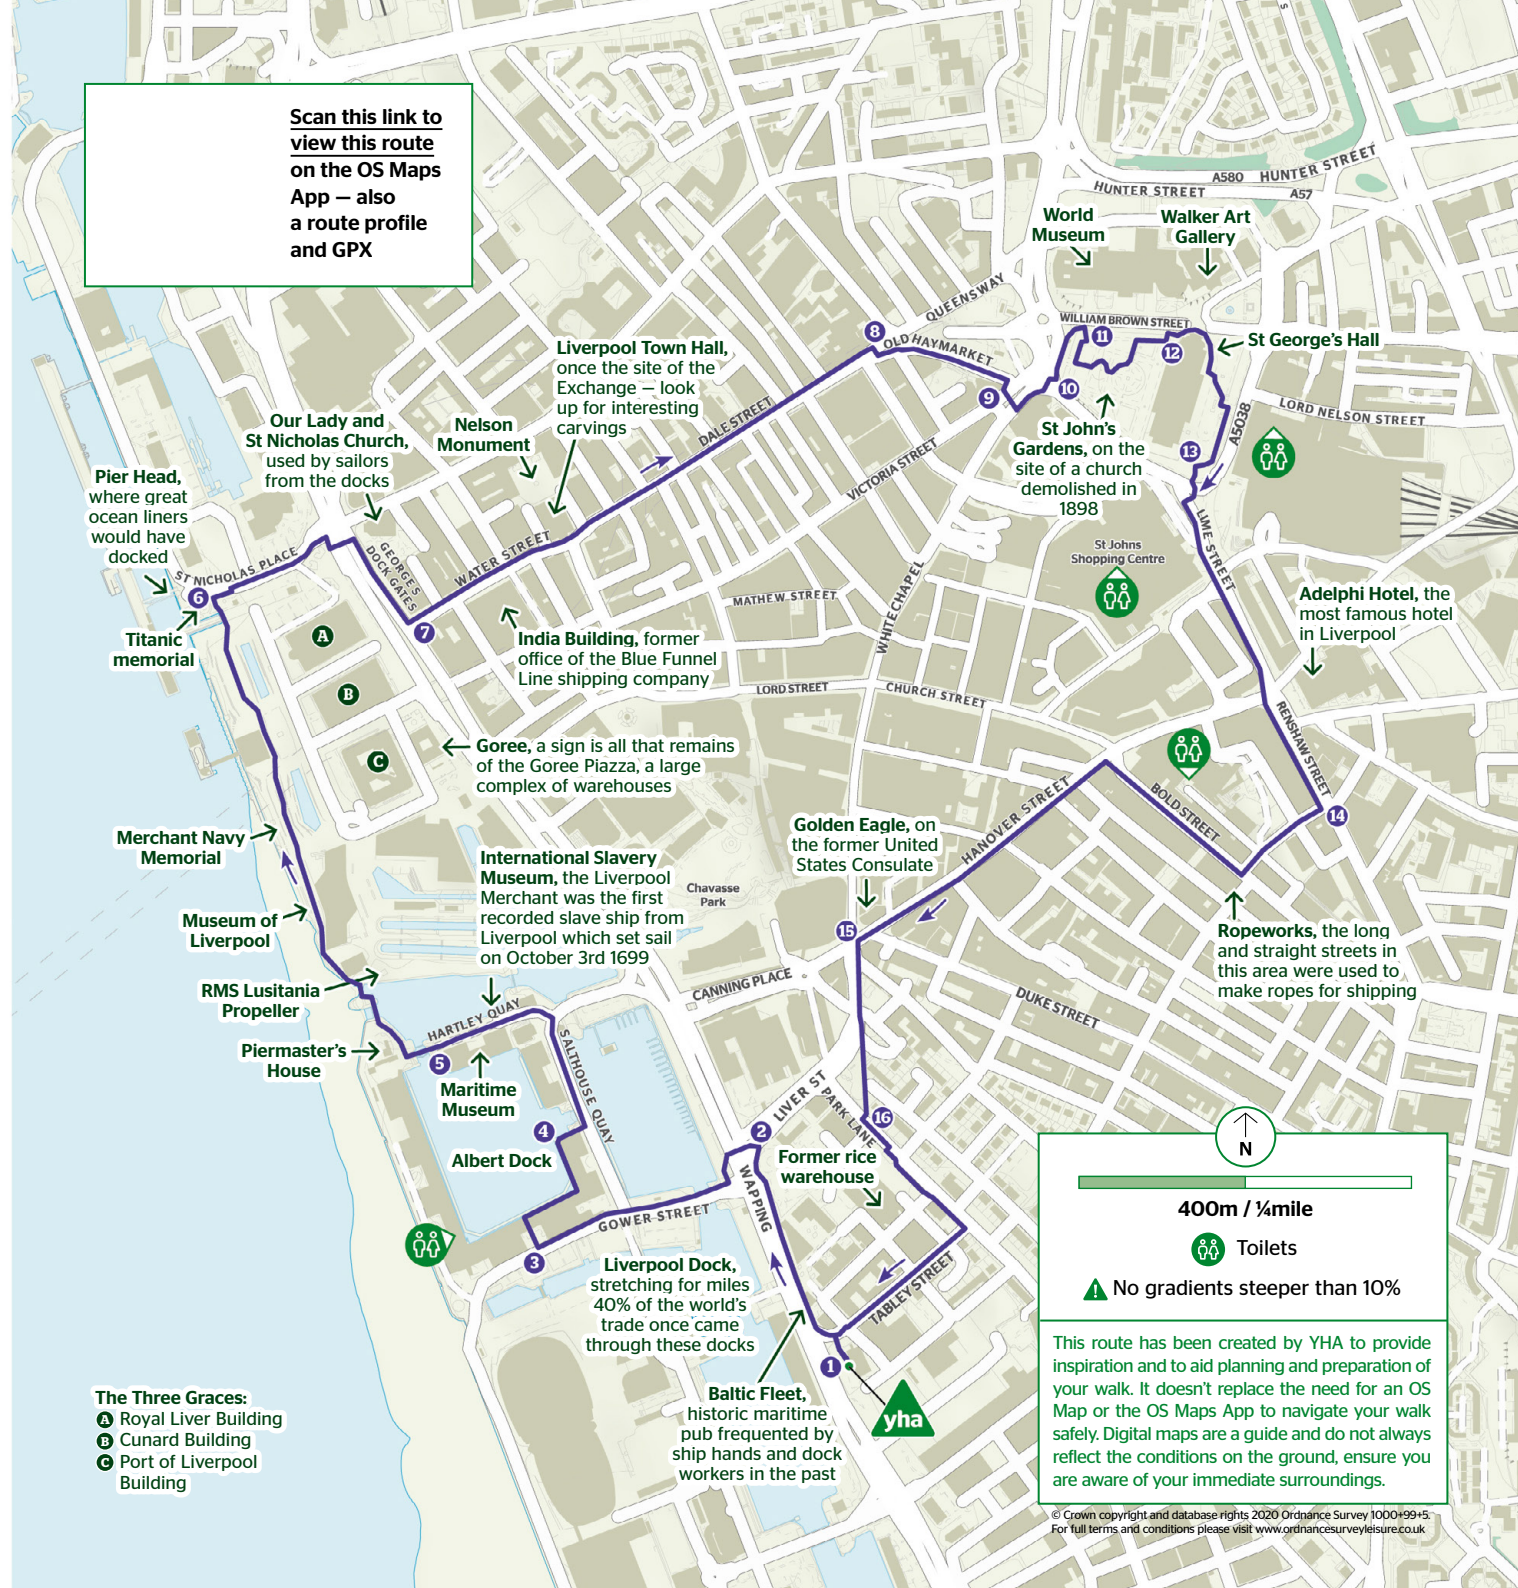 Scan this link to
view this route
on the OS Maps
App — also
a route profile
and GPX
A580
HUNTER STREET
HUNTER STREET
A57
World
Museum
Walker Art
Gallery
QUEENSWAY
WILLIAM BROWN STREET
8
OLD HAYMARKET
11
12
St George's Hall
Liverpool Town Hall,
once the site of the
Exchange — look
up for interesting
carvings
9
10
DALE STREET
LORD NELSON STREET
A5038
Our Lady and
St Nicholas Church,
used by sailors
from the docks
Nelson
Monument
St John's
Gardens, on the
site of a church
demolished in
1898
13
VICTORIA STREET
Pier Head,
where great
ocean liners
would have
docked
LIME STREET
St Johns
Shopping Centre
ST NICHOLAS PLACE
GEORGES
DOCK GATES
WATER STREET
6
7
MATHEW STREET
WHITECHAPEL
Adelphi Hotel, the
most famous hotel
in Liverpool
Titanic
memorial
A
India Building, former
office of the Blue Funnel
Line shipping company
B
LORD STREET
CHURCH STREET
RENSHAW STREET
C
Goree, a sign is all that remains
of the Goree Piazza, a large
complex of warehouses
BOLD STREET
HANOVER STREET
14
Merchant Navy
Memorial
Golden Eagle, on
the former United
States Consulate
International Slavery
Museum, the Liverpool
Merchant was the first
recorded slave ship from
Liverpool which set sail
on October 3rd 1699
Chavasse
Park
Museum of
Liverpool
15
Ropeworks, the long
and straight streets in
this area were used to
make ropes for shipping
RMS Lusitania
Propeller
CANNING PLACE
DUKE STREET
HARTLEY QUAY
SALTHOUSE QUAY
Piermaster's
House
5
Maritime
Museum
LIVER ST
PARK LANE
16
4
2
Albert Dock
Former rice
warehouse
WAPPING
GOWER STREET
3
Liverpool Dock,
stretching for miles
40% of the world's
trade once came
through these docks
TABLEY STREET
1
yha
Baltic Fleet,
historic maritime
pub frequented by
ship hands and dock
workers in the past
The Three Graces:
A Royal Liver Building
B Cunard Building
C Port of Liverpool
Building
N
400m / ¼mile
Toilets
No gradients steeper than 10%
This route has been created by YHA to provide
inspiration and to aid planning and preparation of
your walk. It doesn't replace the need for an OS
Map or the OS Maps App to navigate your walk
safely. Digital maps are a guide and do not always
reflect the conditions on the ground, ensure you
are aware of your immediate surroundings.
© Crown copyright and database rights 2020 Ordnance Survey 1000+99+5.
For full terms and conditions please visit www.ordnancesurveyleisure.co.uk